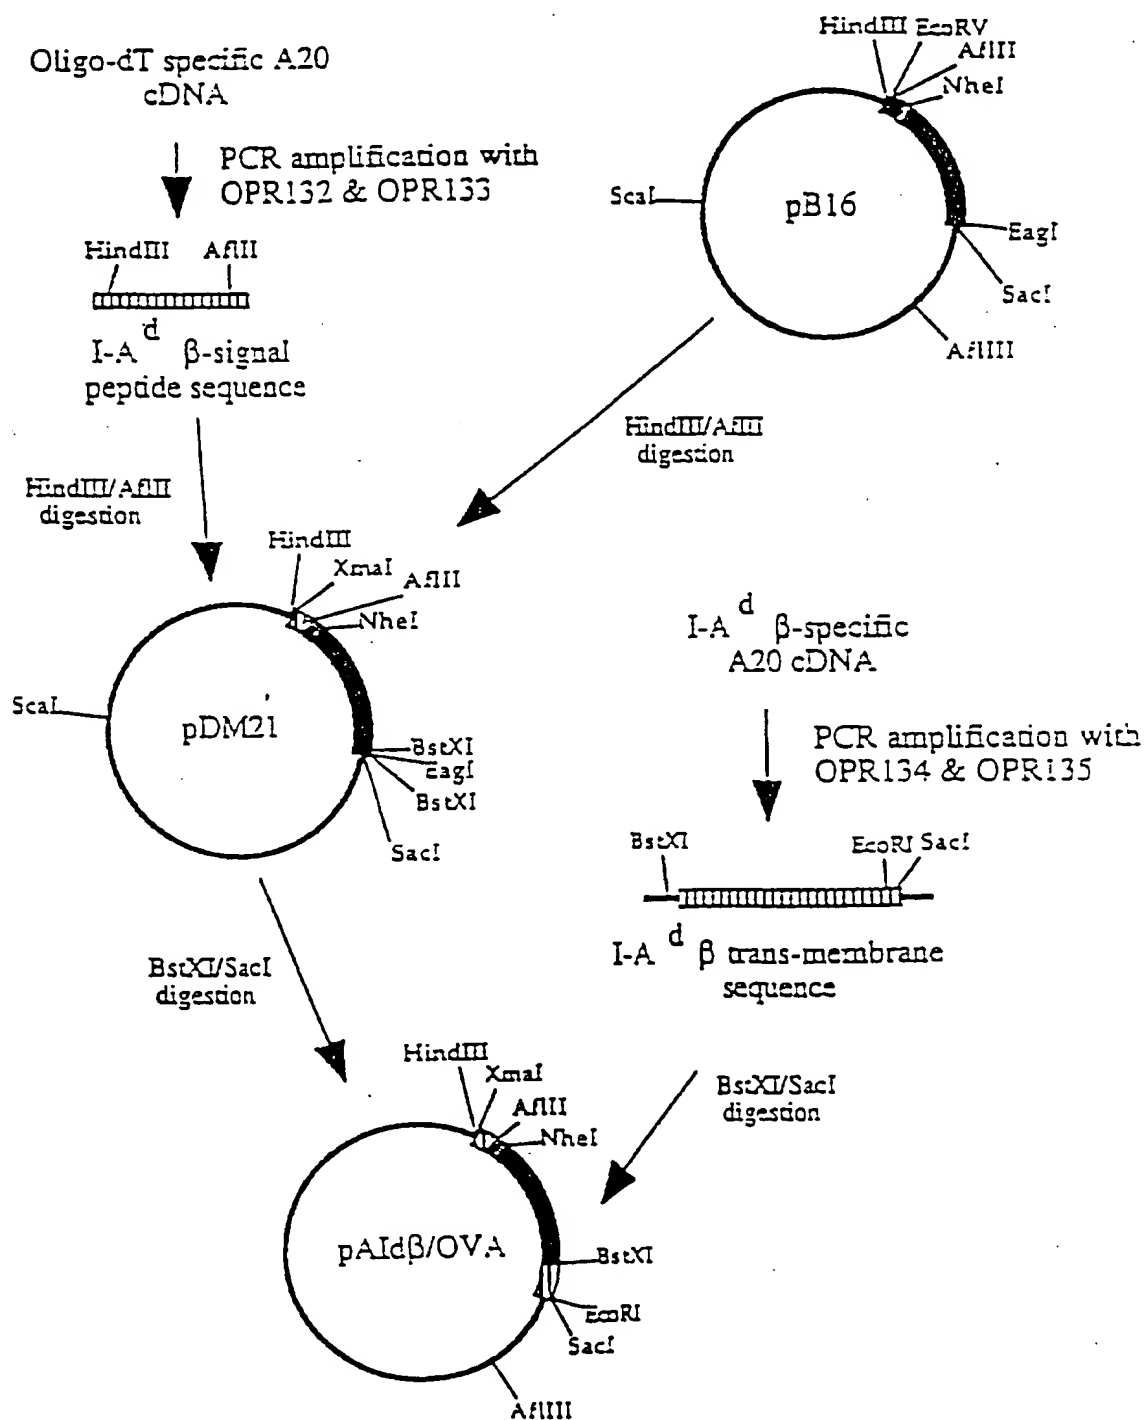 Oligo-dT specific A20
cDNA
PCR amplification with
OPR132 & OPR133
HindIII AflII
I-A d β-signal
peptide sequence
HindIII/AflII
digestion
HindIII EcoRV
AflII
NheI
ScaI
pB16
EagI
SacI
AflIII
HindIII/AflII
digestion
HindIII
XmaI
AflII
NheI
ScaI
pDM21
BstXI
EagI
BstXI
SacI
I-A d β-specific
A20 cDNA
PCR amplification with
OPR134 & OPR135
BstXI
EcoRI SacI
I-A d β trans-membrane
sequence
BstXI/SacI
digestion
BstXI/SacI
digestion
HindIII
XmaI
AflII
NheI
pAIdβ/OVA
BstXI
EcoRI
SacI
AflIII